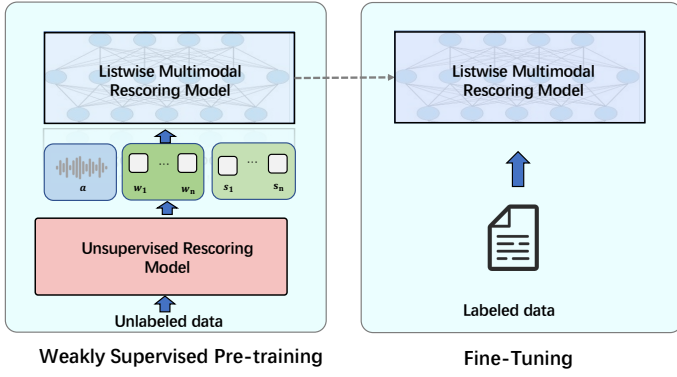 Listwise Multimodal
Rescoring Model
a
w₁ ... wₙ
s₁ ... sₙ
Unsupervised Rescoring
Model
Unlabeled data
Weakly Supervised Pre-training
Listwise Multimodal
Rescoring Model
Labeled data
Fine-Tuning